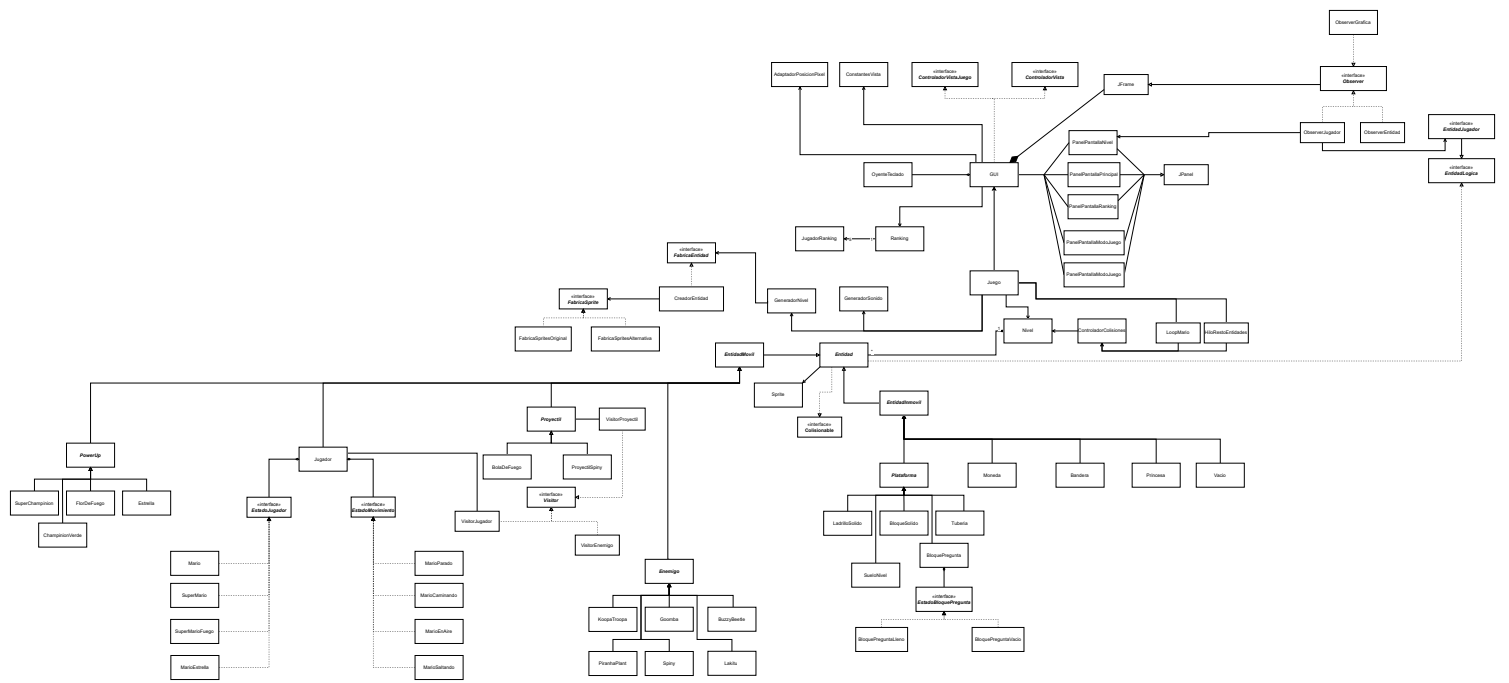 ObserverGrafica
AdaptadorPosicionPixel
ConstantesVista
«interface»
ControladorVistaJuego
«interface»
ControladorVista
JFrame
«interface»
Observer
ObserverJugador
ObserverEntidad
«interface»
EntidadJugador
«interface»
EntidadLogica
OyenteTeclado
GUI
PanelPantallaNivel
PanelPantallaPrincipal
PanelPantallaRanking
PanelPantallaModoJuego
PanelPantallaModoJuego
JPanel
JugadorRanking
Ranking
«interface»
FabricaEntidad
«interface»
FabricaSprite
CreadorEntidad
GeneradorNivel
GeneradorSonido
Juego
FabricaSpritesOriginal
FabricaSpritesAlternativa
Nivel
ControladorColisiones
LoopMario
HiloRestoEntidades
EntidadMovil
Entidad
Sprite
«interface»
Colisionable
EntidadInmovil
Proyectil
VisitorProyectil
PowerUp
Jugador
BolaDeFuego
ProyectilSpiny
Plataforma
Moneda
Bandera
Princesa
Vacio
SuperChampinion
FlorDeFuego
Estrella
ChampinionVerde
«interface»
EstadoJugador
«interface»
EstadoMovimiento
«interface»
Visitor
VisitorJugador
VisitorEnemigo
LadrilloSolido
BloqueSolido
Tuberia
BloquePregunta
SueloNivel
Mario
MarioParado
Enemigo
SuperMario
MarioCaminando
«interface»
EstadoBloquePregunta
KoopaTroopa
Goomba
BuzzyBeetle
SuperMarioFuego
MarioEnAire
BloquePreguntaLleno
BloquePreguntaVacio
MarioEstrella
MarioSaltando
PiranhaPlant
Spiny
Lakitu